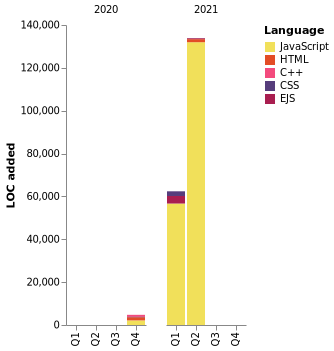 2020 2021
Language
JavaScript
HTML
C++
CSS
EJS
LOC added
140,000
120,000
100,000
80,000
60,000
40,000
20,000
0
Q1 Q2 Q3 Q4 Q1 Q2 Q3 Q4